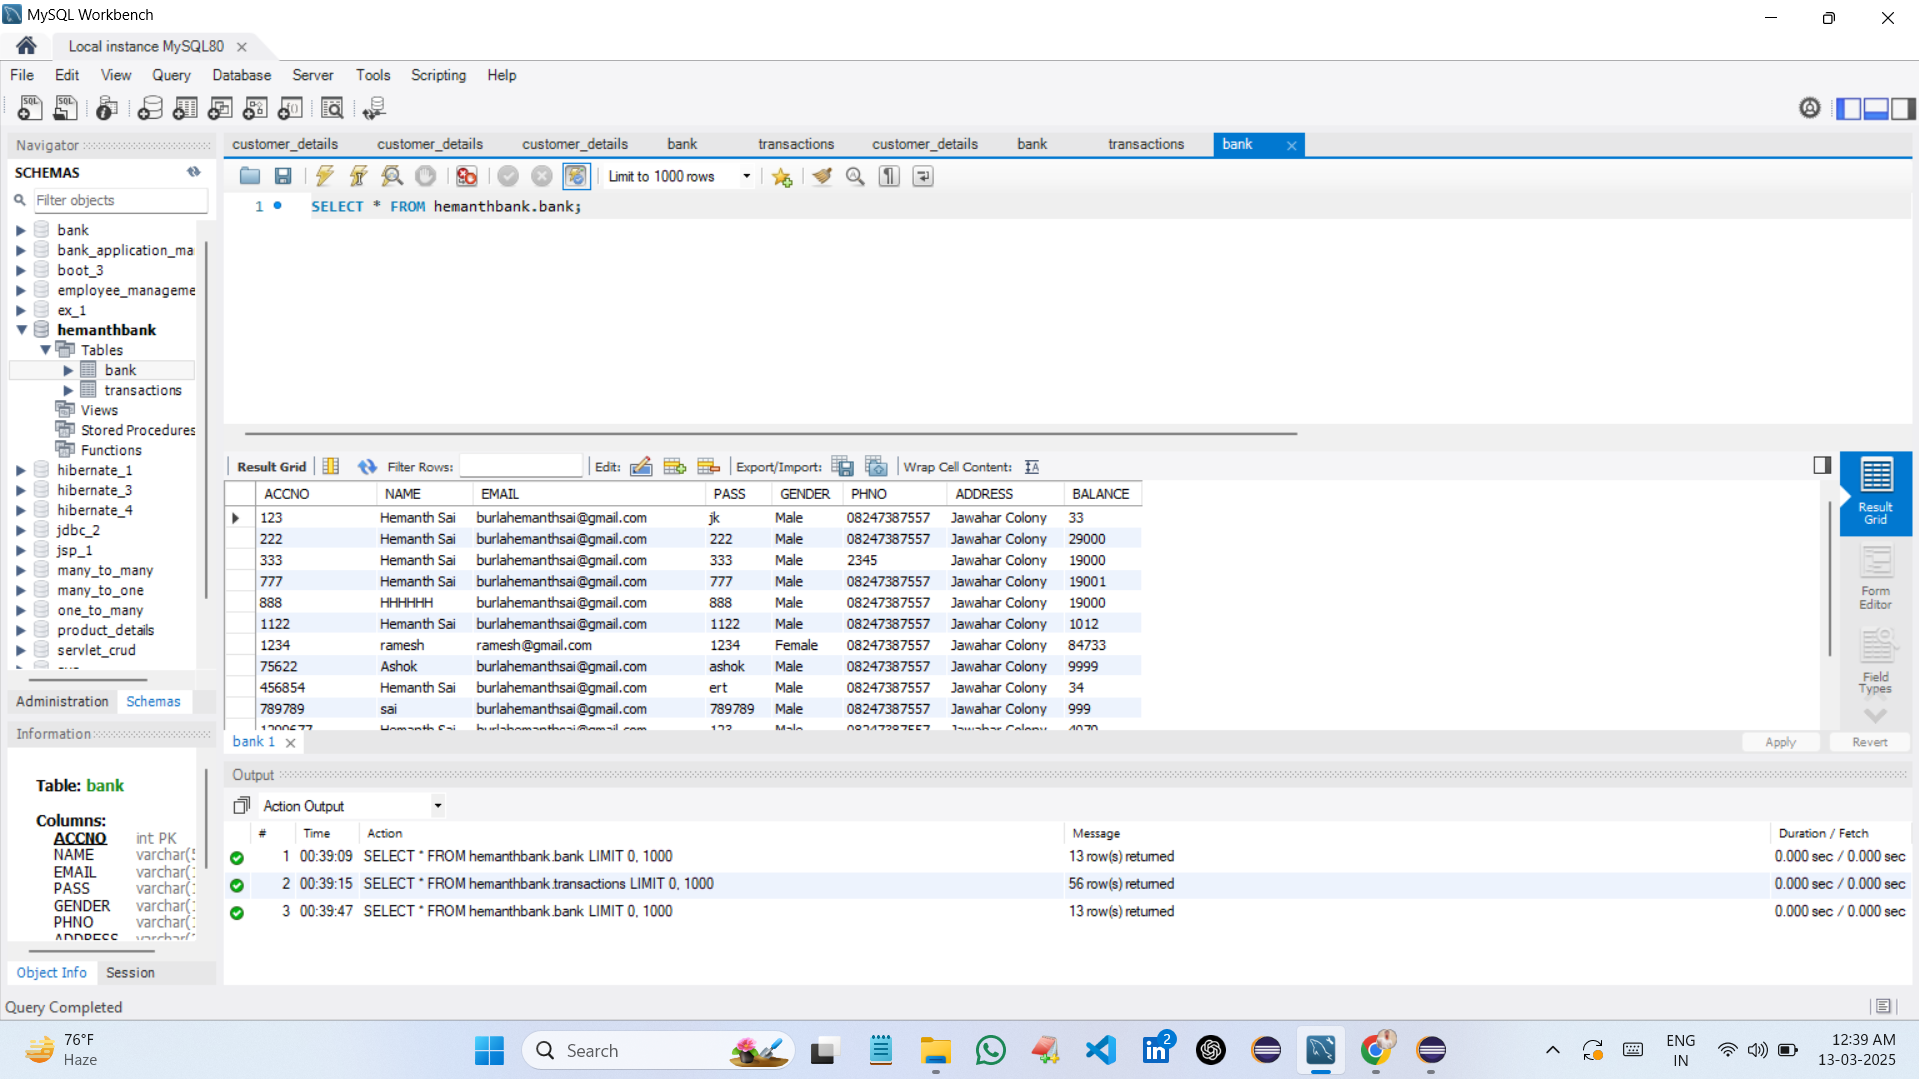 MySQL Workbench
Local instance MySQL80
File Edit View Query Database Server Tools Scripting Help
Navigator
SCHEMAS
Filter objects
bank
bank_application_ma
boot_3
employee_manageme
ex_1
hemanthbank
Tables
bank
transactions
Views
Stored Procedures
Functions
hibernate_1
hibernate_3
hibernate_4
jdbc_2
jsp_1
many_to_many
many_to_one
one_to_many
product_details
servlet_crud
Administration Schemas
Information
Table: bank
Columns:
ACCNO int PK
NAME varchar(5
EMAIL varchar(
PASS varchar(
GENDER varchar(
PHNO varchar(
ADDRESS varchar(
Object Info Session
customer_details customer_details customer_details bank transactions customer_details bank transactions bank
Limit to 1000 rows
1 SELECT * FROM hemanthbank.bank;
Result Grid Filter Rows: Edit: Export/Import: Wrap Cell Content:
ACCNO NAME EMAIL PASS GENDER PHNO ADDRESS BALANCE
123 Hemanth Sai burlahemanthsai@gmail.com jk Male 08247387557 Jawahar Colony 33
222 Hemanth Sai burlahemanthsai@gmail.com 222 Male 08247387557 Jawahar Colony 29000
333 Hemanth Sai burlahemanthsai@gmail.com 333 Male 2345 Jawahar Colony 19000
777 Hemanth Sai burlahemanthsai@gmail.com 777 Male 08247387557 Jawahar Colony 19001
888 HHHHHH burlahemanthsai@gmail.com 888 Male 08247387557 Jawahar Colony 19000
1122 Hemanth Sai burlahemanthsai@gmail.com 1122 Male 08247387557 Jawahar Colony 1012
1234 ramesh ramesh@gmail.com 1234 Female 08247387557 Jawahar Colony 84733
75622 Ashok burlahemanthsai@gmail.com ashok Male 08247387557 Jawahar Colony 9999
456854 Hemanth Sai burlahemanthsai@gmail.com ert Male 08247387557 Jawahar Colony 34
789789 sai burlahemanthsai@gmail.com 789789 Male 08247387557 Jawahar Colony 999
Hemanth Sai burlahemanthsai@gmail.com 123 Male 08247387557 Jawahar Colony
Result Grid
Form Editor
Field Types
bank 1
Apply Revert
Output
Action Output
# Time Action Message Duration / Fetch
1 00:39:09 SELECT * FROM hemanthbank.bank LIMIT 0, 1000 13 row(s) returned 0.000 sec / 0.000 sec
2 00:39:15 SELECT * FROM hemanthbank.transactions LIMIT 0, 1000 56 row(s) returned 0.000 sec / 0.000 sec
3 00:39:47 SELECT * FROM hemanthbank.bank LIMIT 0, 1000 13 row(s) returned 0.000 sec / 0.000 sec
Query Completed
76°F
Haze
Search
2
ENG
IN
12:39 AM
13-03-2025